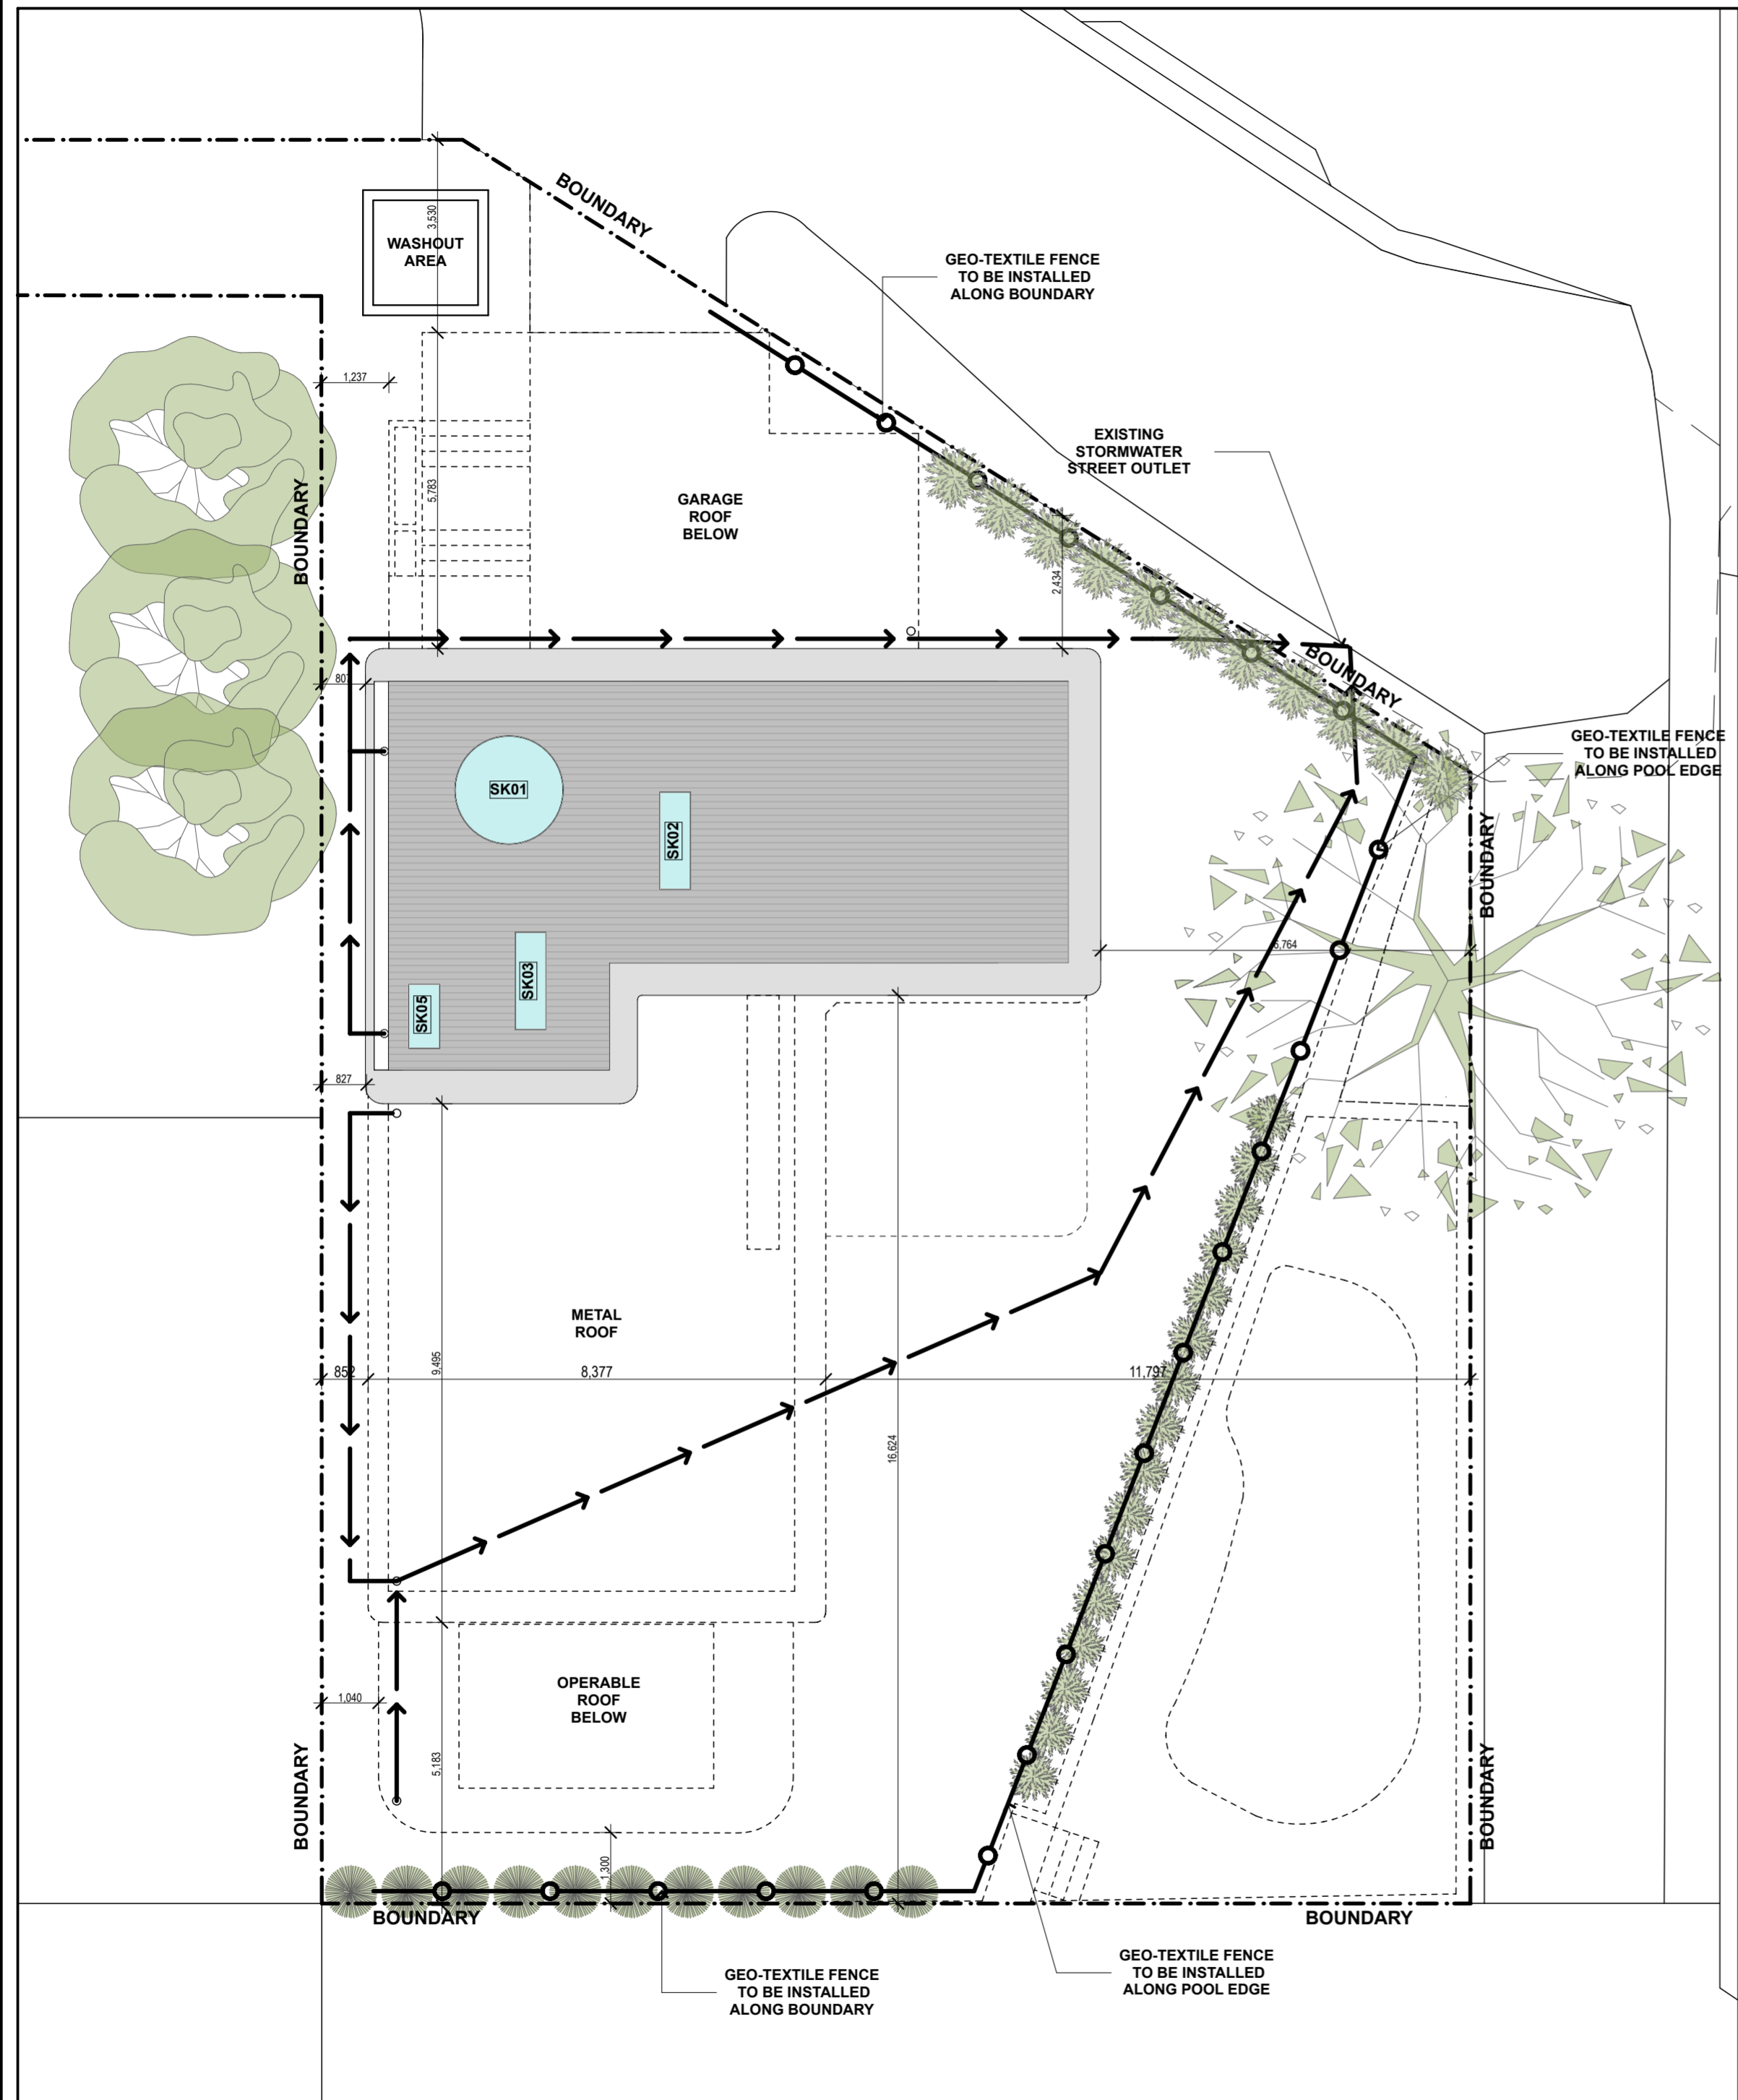 BOUNDARY
3,530
WASHOUT
AREA
GEO-TEXTILE FENCE
TO BE INSTALLED
ALONG BOUNDARY
1,237
EXISTING
STORMWATER
STREET OUTLET
5,783
BOUNDARY
GARAGE
ROOF
BELOW
2,434
BOUNDARY
807
GEO-TEXTILE FENCE
TO BE INSTALLED
ALONG POOL EDGE
SK01
SK02
BOUNDARY
6,764
SK03
SK05
827
METAL
ROOF
852
9,495
8,377
11,797
16,624
OPERABLE
ROOF
BELOW
1,040
5,183
BOUNDARY
BOUNDARY
1,300
BOUNDARY
BOUNDARY
GEO-TEXTILE FENCE
TO BE INSTALLED
ALONG POOL EDGE
GEO-TEXTILE FENCE
TO BE INSTALLED
ALONG BOUNDARY